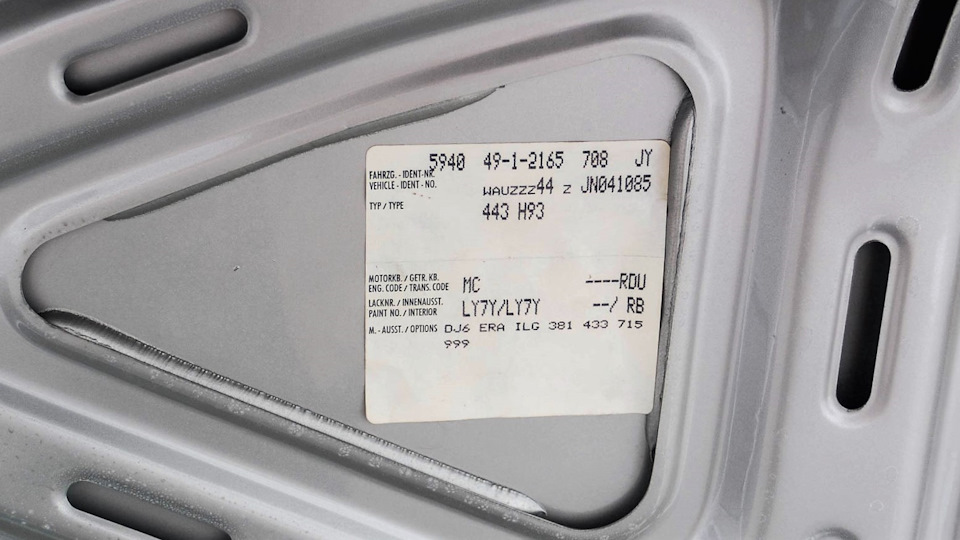 5940 49-1-2165 708 JY
FAHRZG. - IDENT-NR.
VEHICLE - IDENT - NO. WAUZZZ44 Z JN041085
TYP / TYPE 443 H93
MOTORKB. / GETR. KB.
ENG. CODE / TRANS. CODE MC ----RDU
LACKNR. / INNENAUSST.
PAINT NO. / INTERIOR LY7Y/LY7Y --/ RB
M. - AUSST. / OPTIONS DJ6 ERA ILG 381 433 715
999